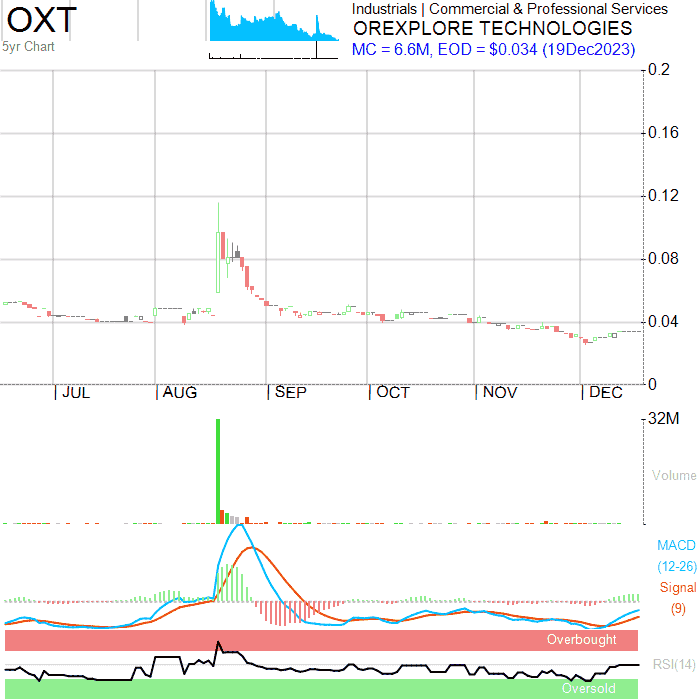 OXT
5yr Chart
Industrials | Commercial & Professional Services
OREXPLORE TECHNOLOGIES
MC = 6.6M, EOD = $0.034 (19Dec2023)
0.2
0.16
0.12
0.08
0.04
0
JUL
AUG
SEP
OCT
NOV
DEC
32M
Volume
MACD
(12-26)
Signal
(9)
Overbought
RSI(14)
Oversold